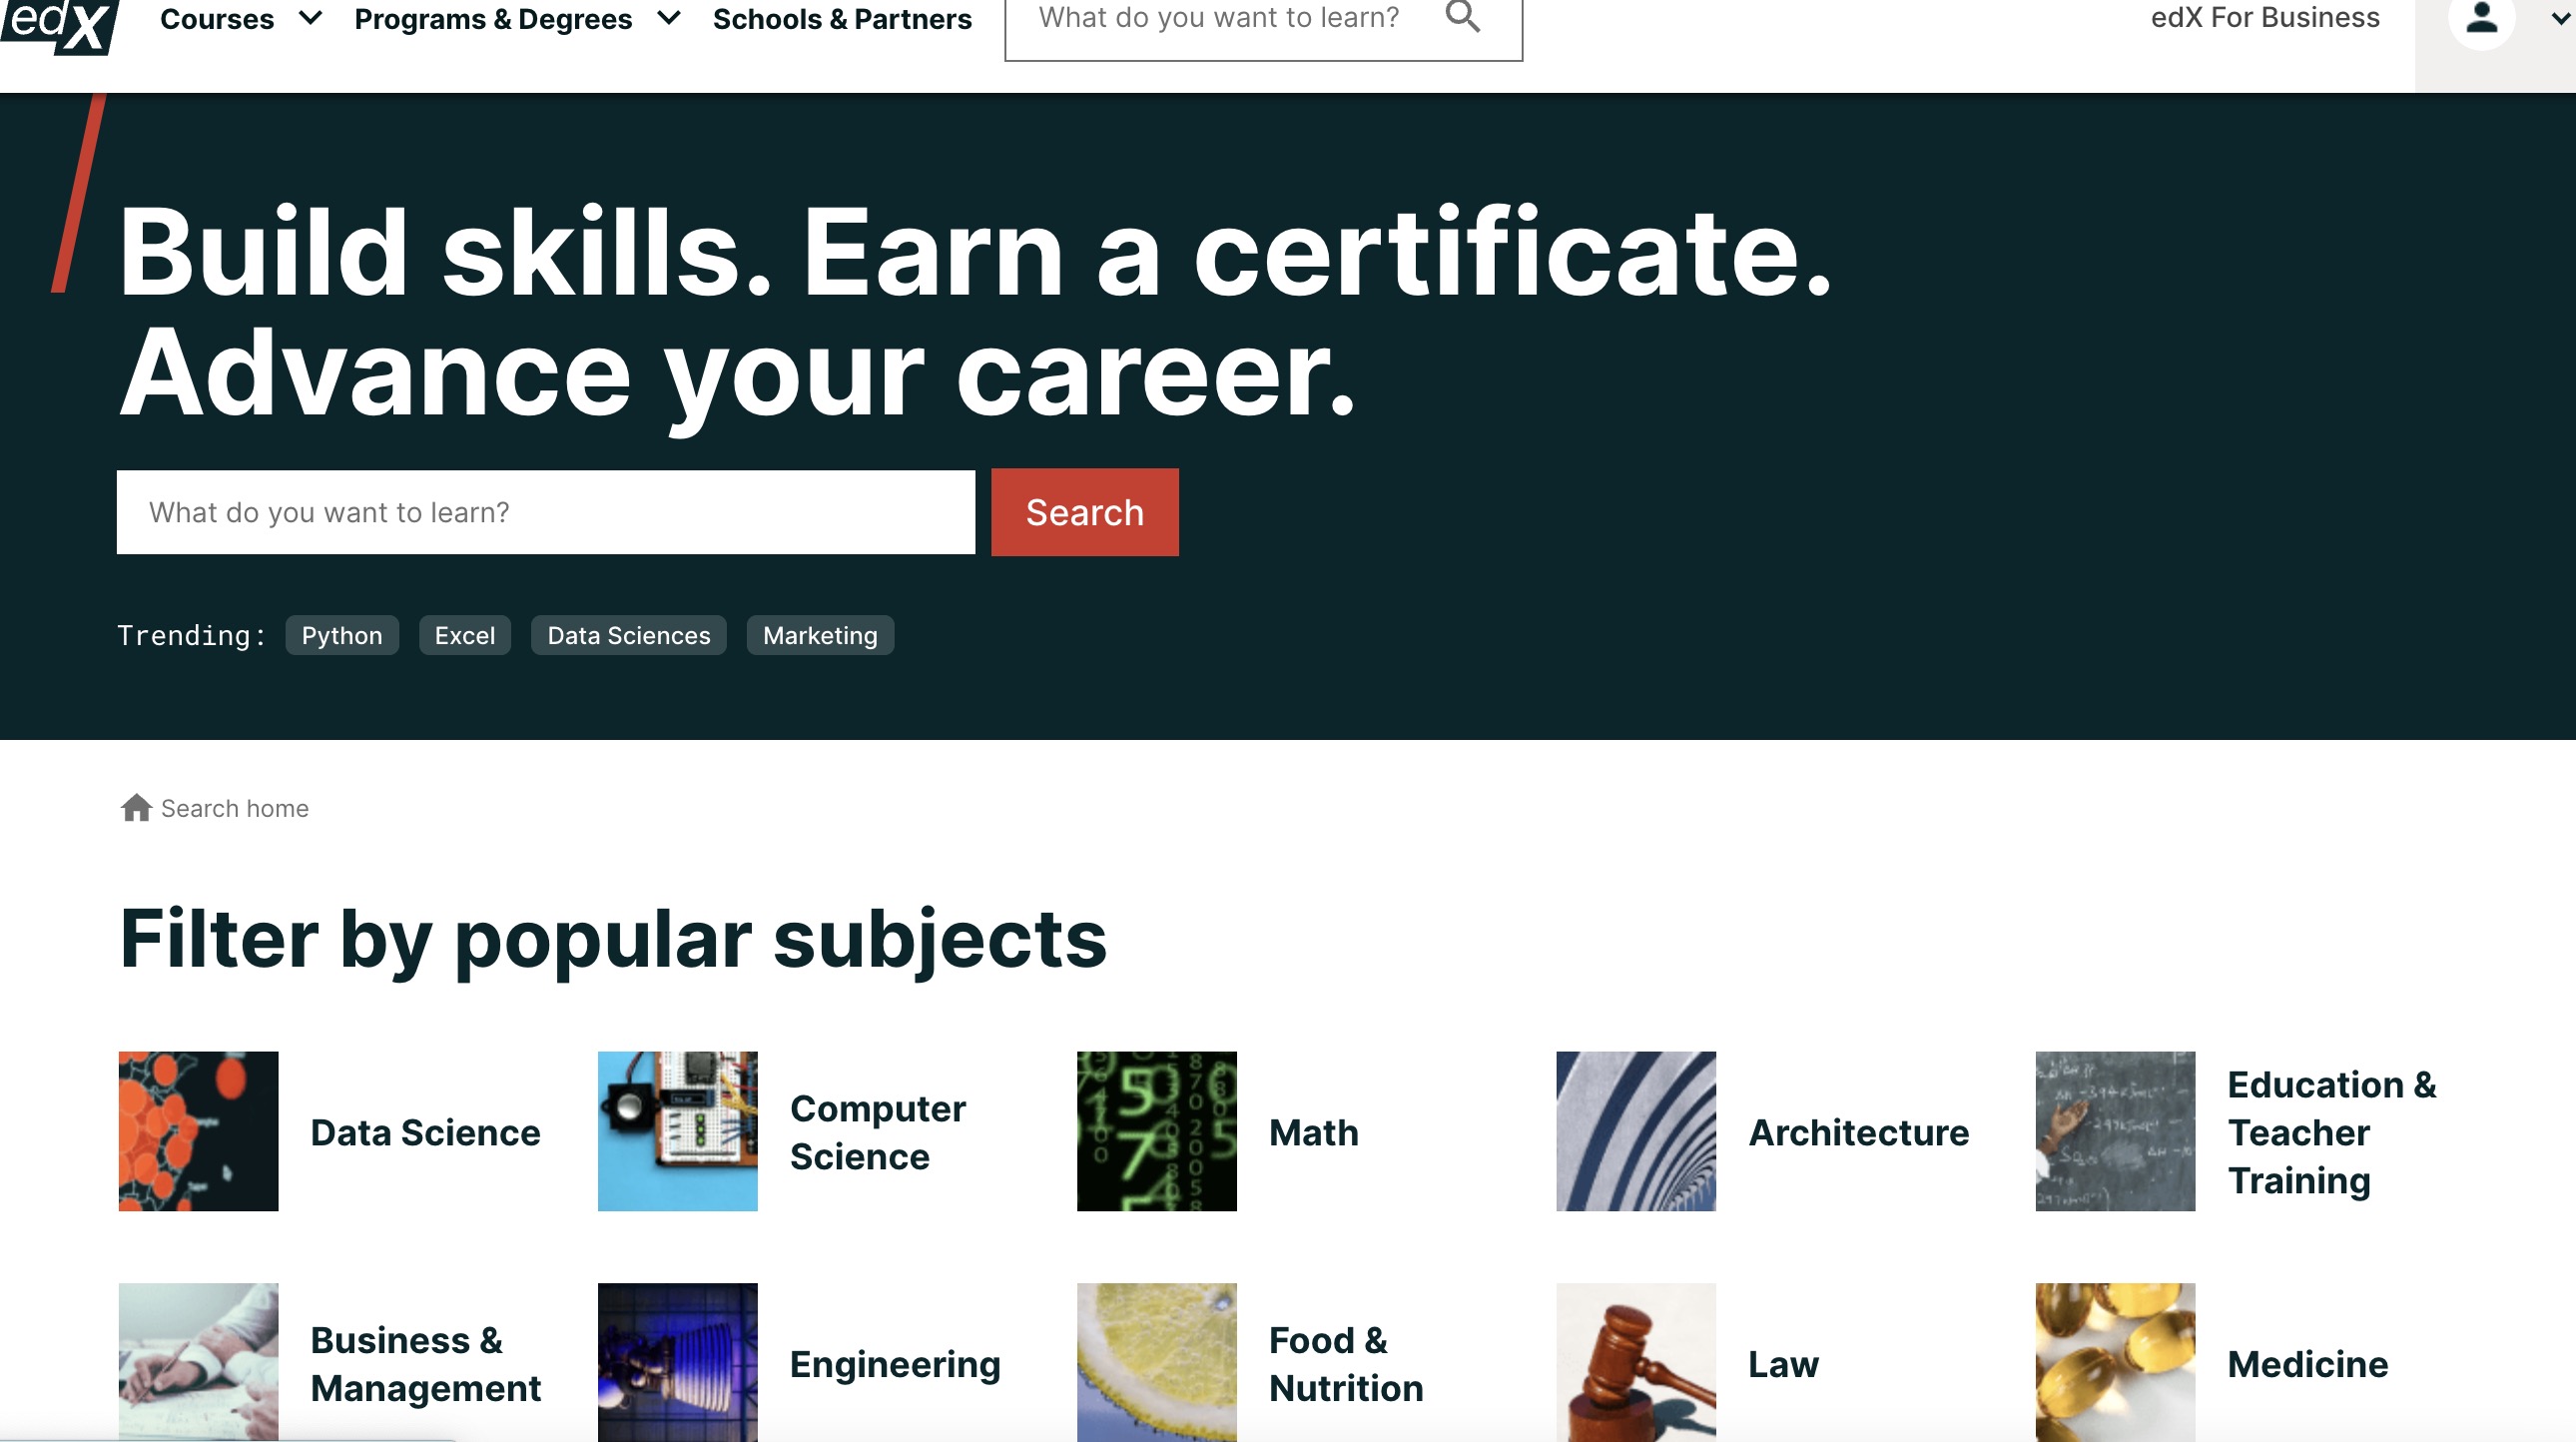 edX
Courses
Programs & Degrees
Schools & Partners
What do you want to learn?
edX For Business
Build skills. Earn a certificate.
Advance your career.
What do you want to learn?
Search
Trending: Python Excel Data Sciences Marketing
Search home
Filter by popular subjects
Data Science
Computer
Science
Math
Architecture
Education &
Teacher
Training
Business &
Management
Engineering
Food &
Nutrition
Law
Medicine